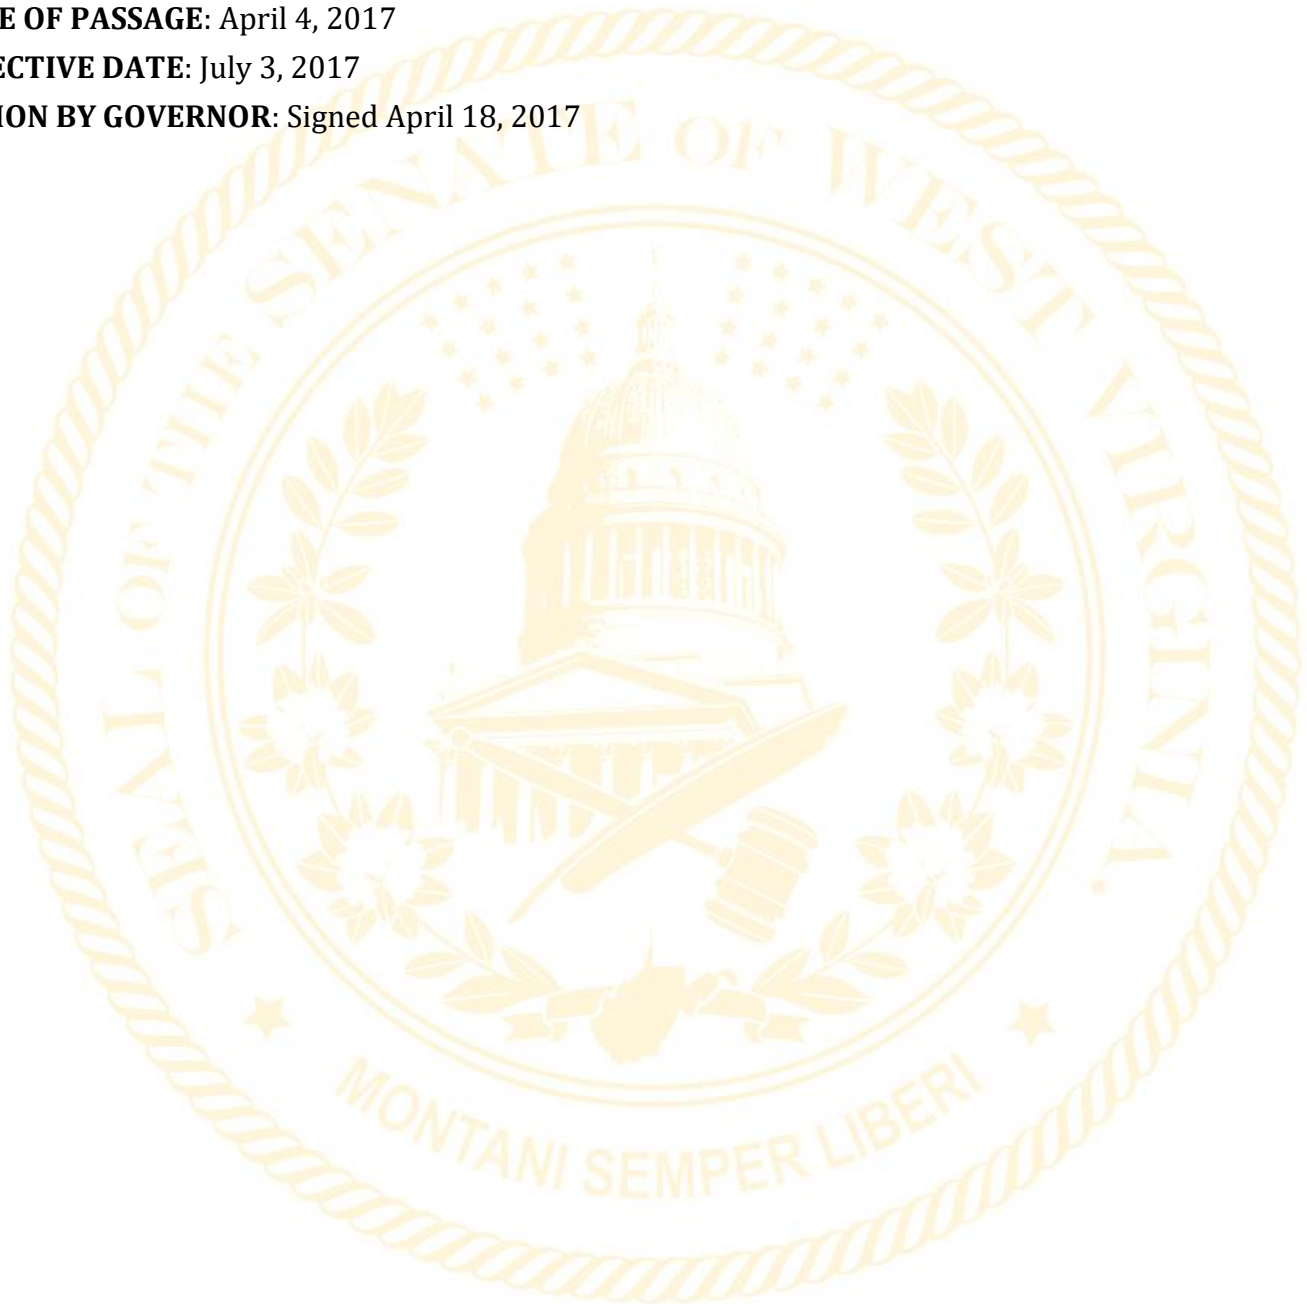 E OF PASSAGE: April 4, 2017
ECTIVE DATE: July 3, 2017
ION BY GOVERNOR: Signed April 18, 2017
SEAL OF THE SENATE OF WEST VIRGINIA
MONTANI SEMPER LIBERI